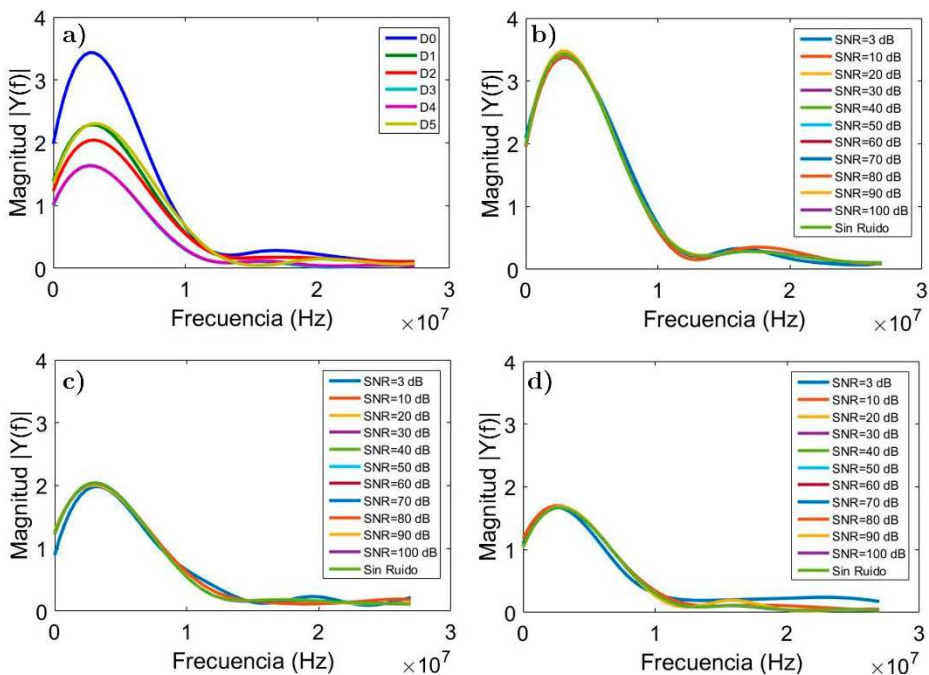 a)
4
3
2
1
0
Magnitud |Y(f)|
D0
D1
D2
D3
D4
D5
0 1 2 3
Frecuencia (Hz)
×10⁷
b)
4
3
2
1
0
Magnitud |Y(f)|
SNR=3 dB
SNR=10 dB
SNR=20 dB
SNR=30 dB
SNR=40 dB
SNR=50 dB
SNR=60 dB
SNR=70 dB
SNR=80 dB
SNR=90 dB
SNR=100 dB
Sin Ruido
0 1 2 3
Frecuencia (Hz)
×10⁷
c)
4
3
2
1
0
Magnitud |Y(f)|
SNR=3 dB
SNR=10 dB
SNR=20 dB
SNR=30 dB
SNR=40 dB
SNR=50 dB
SNR=60 dB
SNR=70 dB
SNR=80 dB
SNR=90 dB
SNR=100 dB
Sin Ruido
0 1 2 3
Frecuencia (Hz)
×10⁷
d)
4
3
2
1
0
Magnitud |Y(f)|
SNR=3 dB
SNR=10 dB
SNR=20 dB
SNR=30 dB
SNR=40 dB
SNR=50 dB
SNR=60 dB
SNR=70 dB
SNR=80 dB
SNR=90 dB
SNR=100 dB
Sin Ruido
0 1 2 3
Frecuencia (Hz)
×10⁷